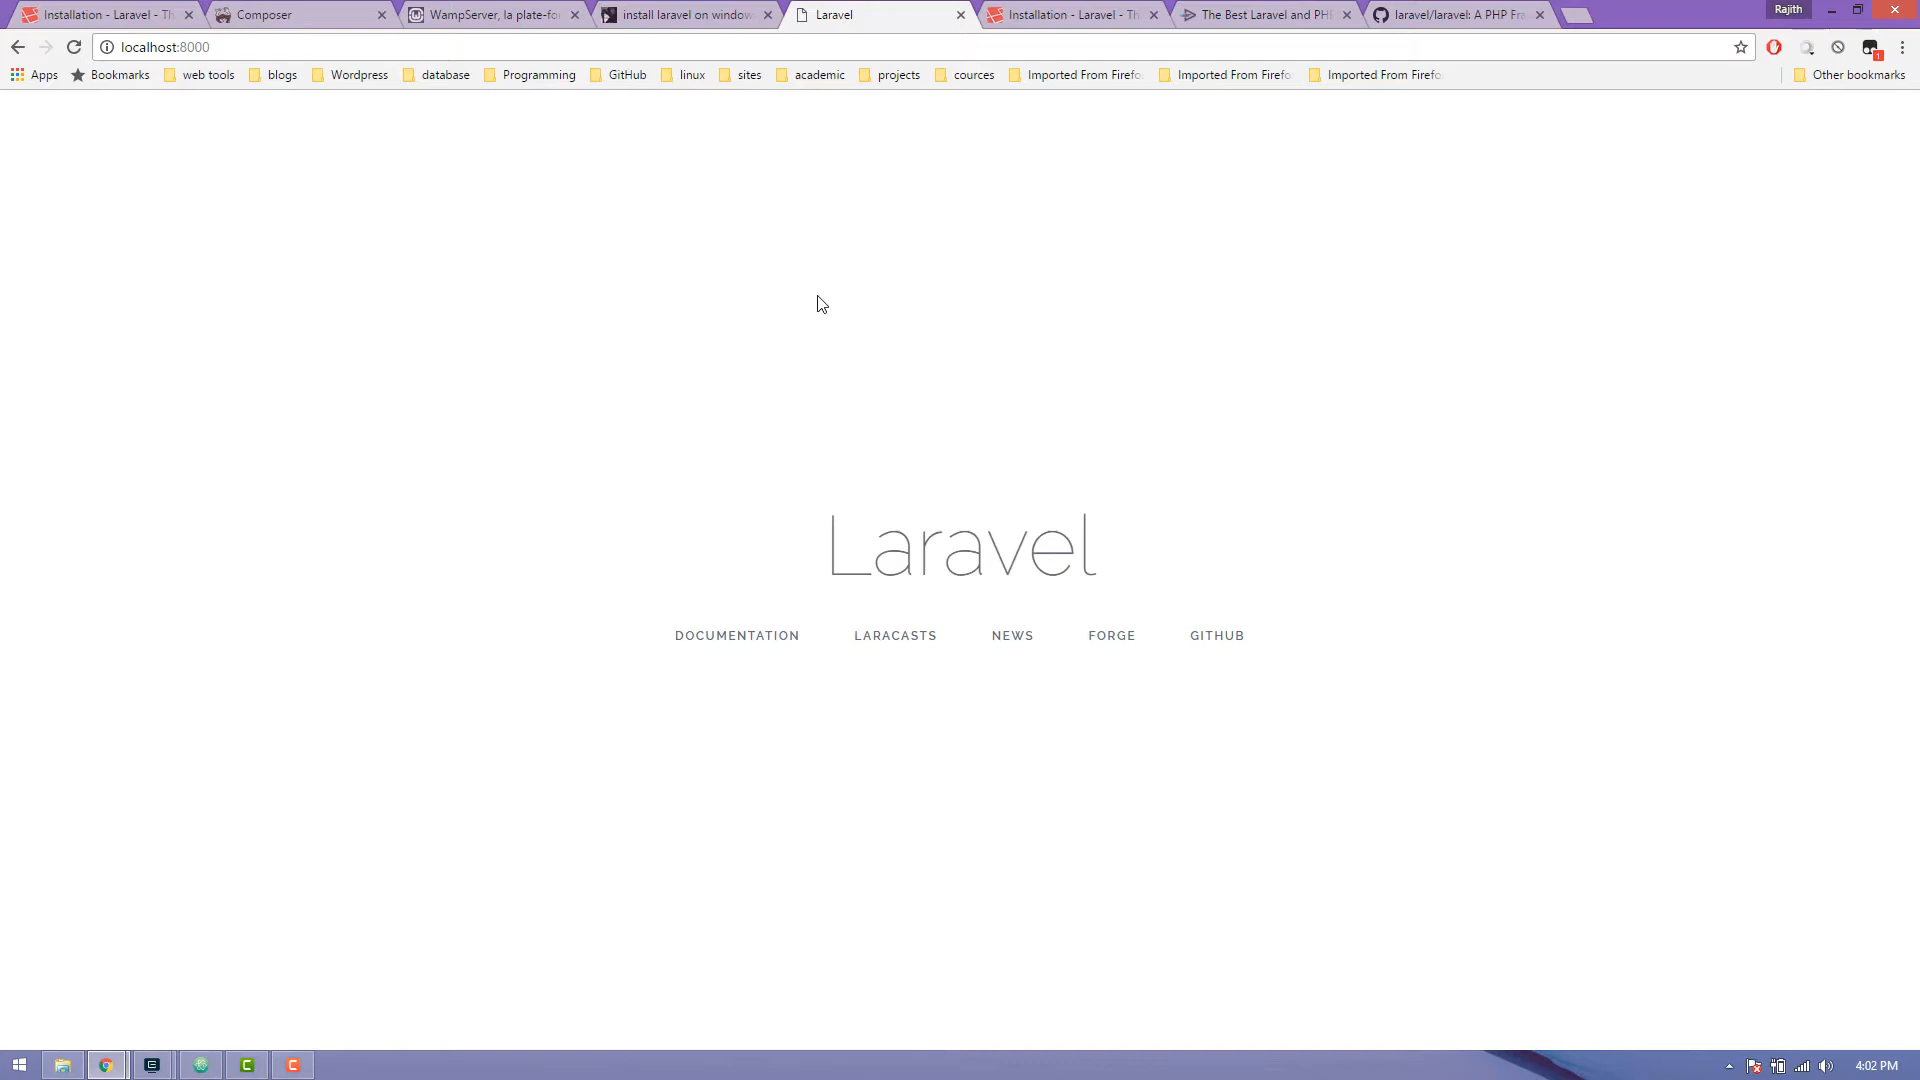 Installation - Laravel - Th
Composer
WampServer, la plate-fo
install laravel on window
Laravel
Installation - Laravel - Th
The Best Laravel and PH
laravel/laravel: A PHP Fra
Rajith
localhost:8000
Apps
Bookmarks
web tools
blogs
Wordpress
database
Programming
GitHub
linux
sites
academic
projects
cources
Imported From Firefo
Imported From Firefo
Imported From Firefo
Other bookmarks
Laravel
DOCUMENTATION
LARACASTS
NEWS
FORGE
GITHUB
4:02 PM